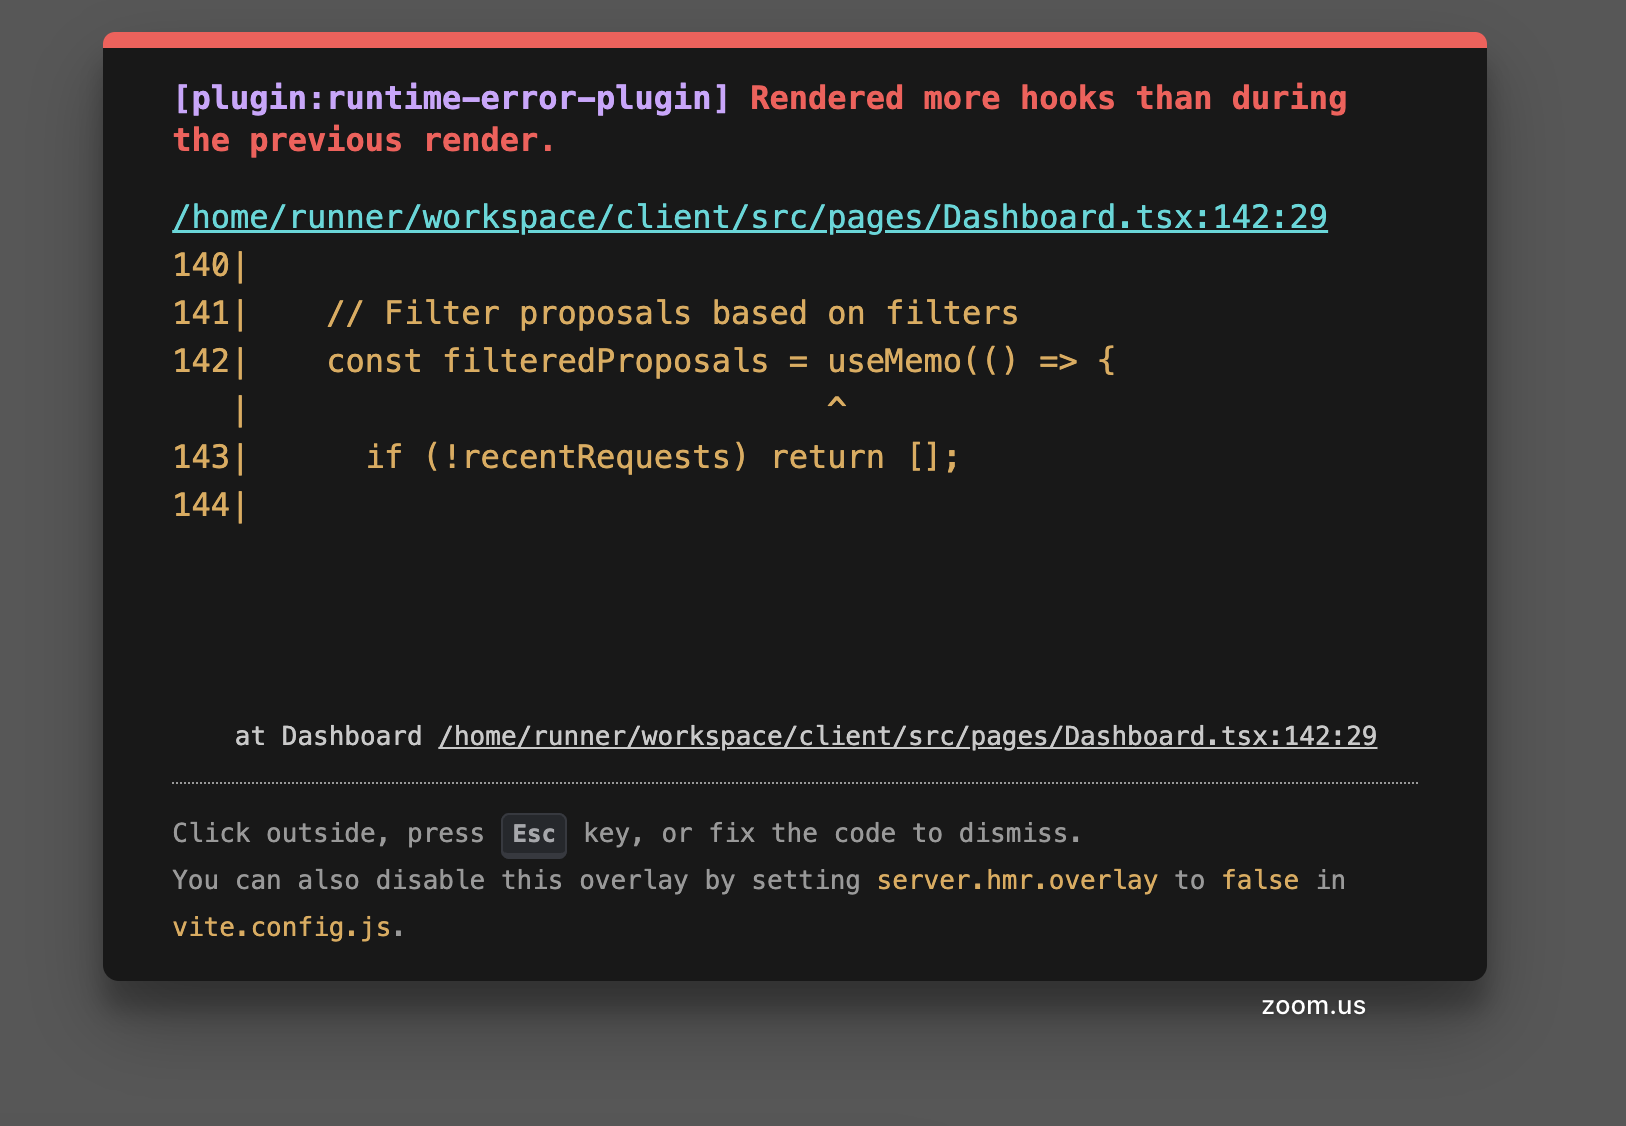 [plugin:runtime-error-plugin] Rendered more hooks than during
the previous render.
/home/runner/workspace/client/src/pages/Dashboard.tsx:142:29
140|
141|    // Filter proposals based on filters
142|    const filteredProposals = useMemo(() => {
   |                              ^
143|      if (!recentRequests) return [];
144|
at Dashboard /home/runner/workspace/client/src/pages/Dashboard.tsx:142:29
Click outside, press Esc key, or fix the code to dismiss.
You can also disable this overlay by setting server.hmr.overlay to false in
vite.config.js.
zoom.us